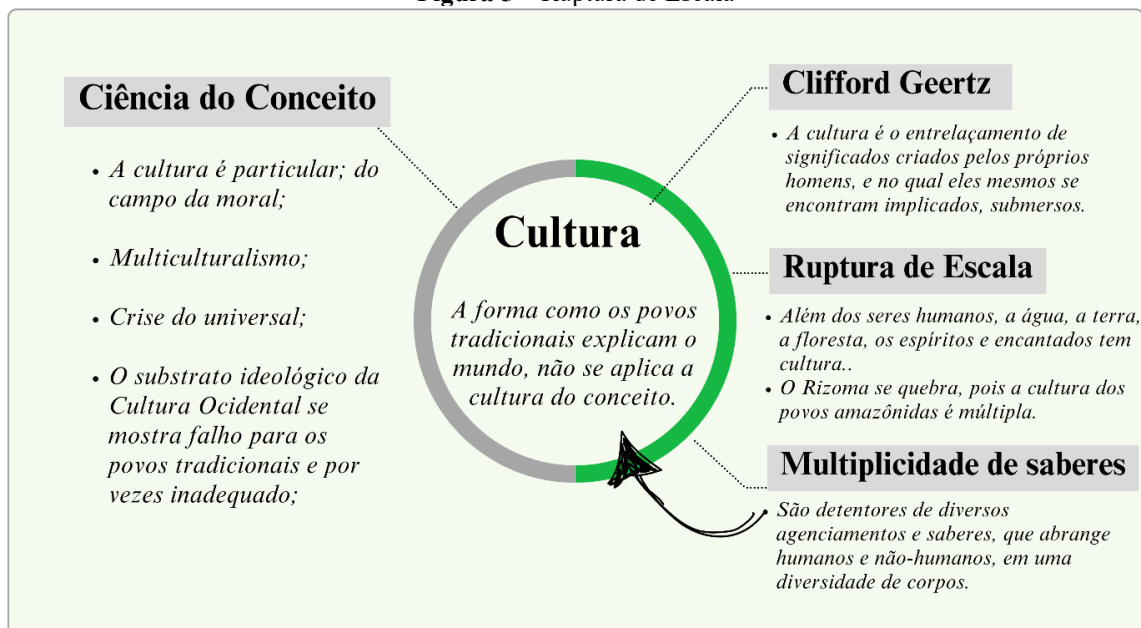 Ciência do Conceito
• A cultura é particular; do
campo da moral;
• Multiculturalismo;
• Crise do universal;
• O substrato ideológico da
Cultura Ocidental se
mostra falho para os
povos tradicionais e por
vezes inadequado;
Cultura
A forma como os povos
tradicionais explicam o
mundo, não se aplica a
cultura do conceito.
Clifford Geertz
• A cultura é o entrelaçamento de
significados criados pelos próprios
homens, e no qual eles mesmos se
encontram implicados, submersos.
Ruptura de Escala
• Além dos seres humanos, a água, a terra,
a floresta, os espíritos e encantados tem
cultura..
• O Rizoma se quebra, pois a cultura dos
povos amazônidas é múltipla.
Multiplicidade de saberes
• São detentores de diversos
agenciamentos e saberes, que abrange
humanos e não-humanos, em uma
diversidade de corpos.